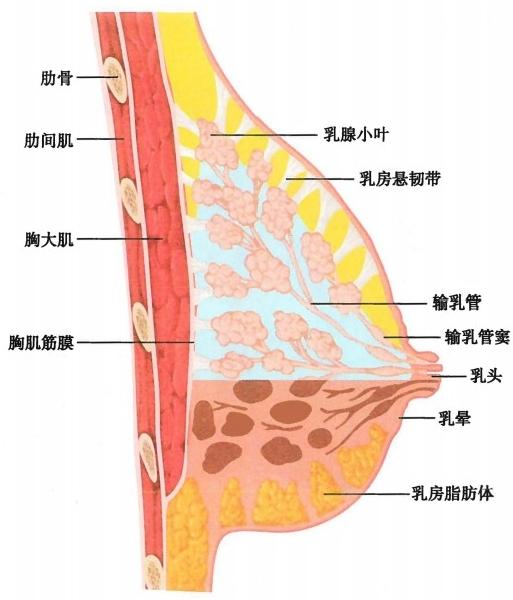 肋骨
肋间肌
胸大肌
胸肌筋膜
乳腺小叶
乳房悬韧带
输乳管
输乳管窦
乳头
乳晕
乳房脂肪体